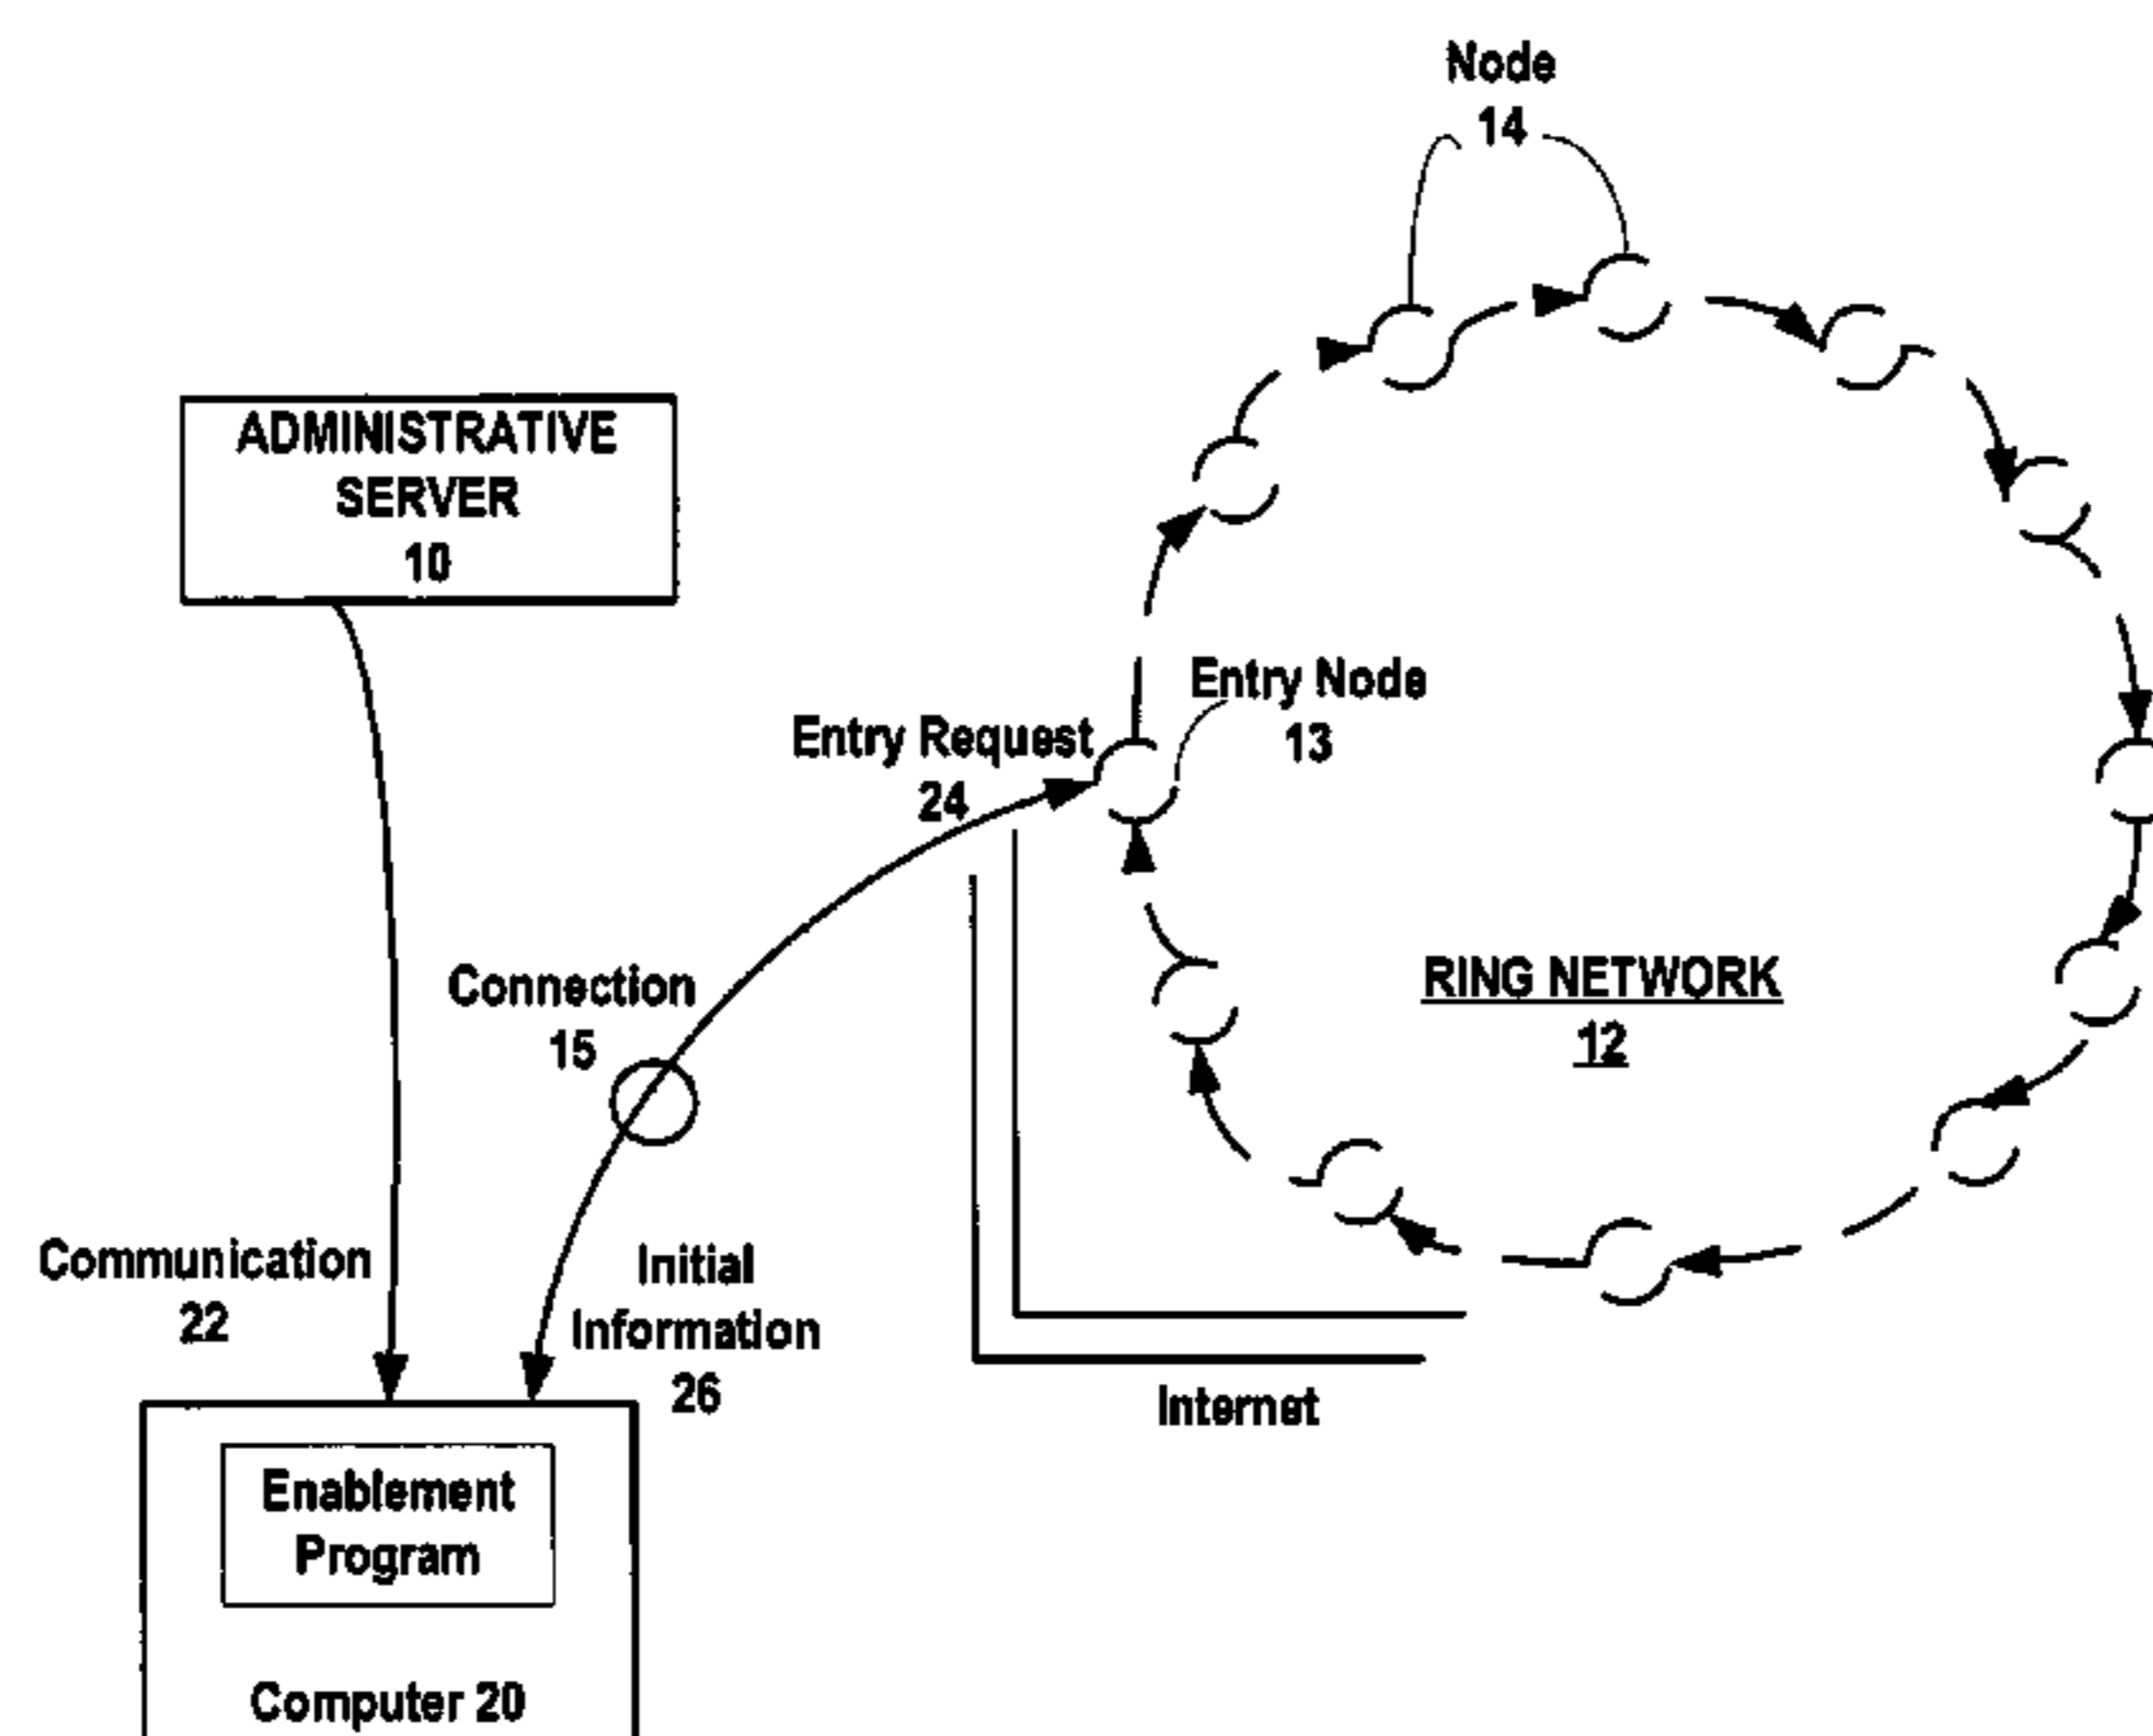 Node
14
ADMINISTRATIVE
SERVER
10
Entry Node
13
Entry Request
24
Connection
15
RING NETWORK
12
Communication
22
Initial
Information
26
Internet
Enablement
Program
Computer 20